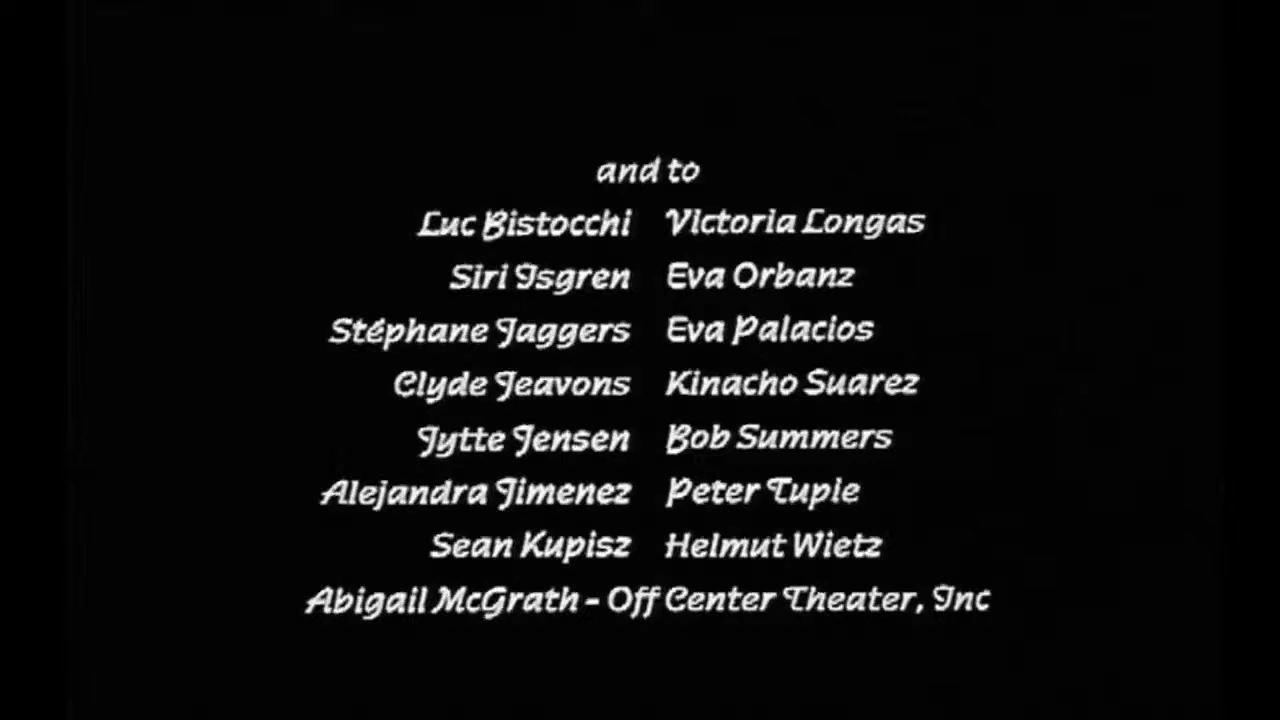 and to
Luc Bistocchi Victoria Longas
Siri Isgren Eva Orbanz
Stéphane Jaggers Eva Palacios
Clyde Jeavons Kinacho Suarez
Jytte Jensen Bob Summers
Alejandra Jimenez Peter Tupie
Sean Kupisz Helmut Wietz
Abigail McGrath - Off Center Theater, Inc